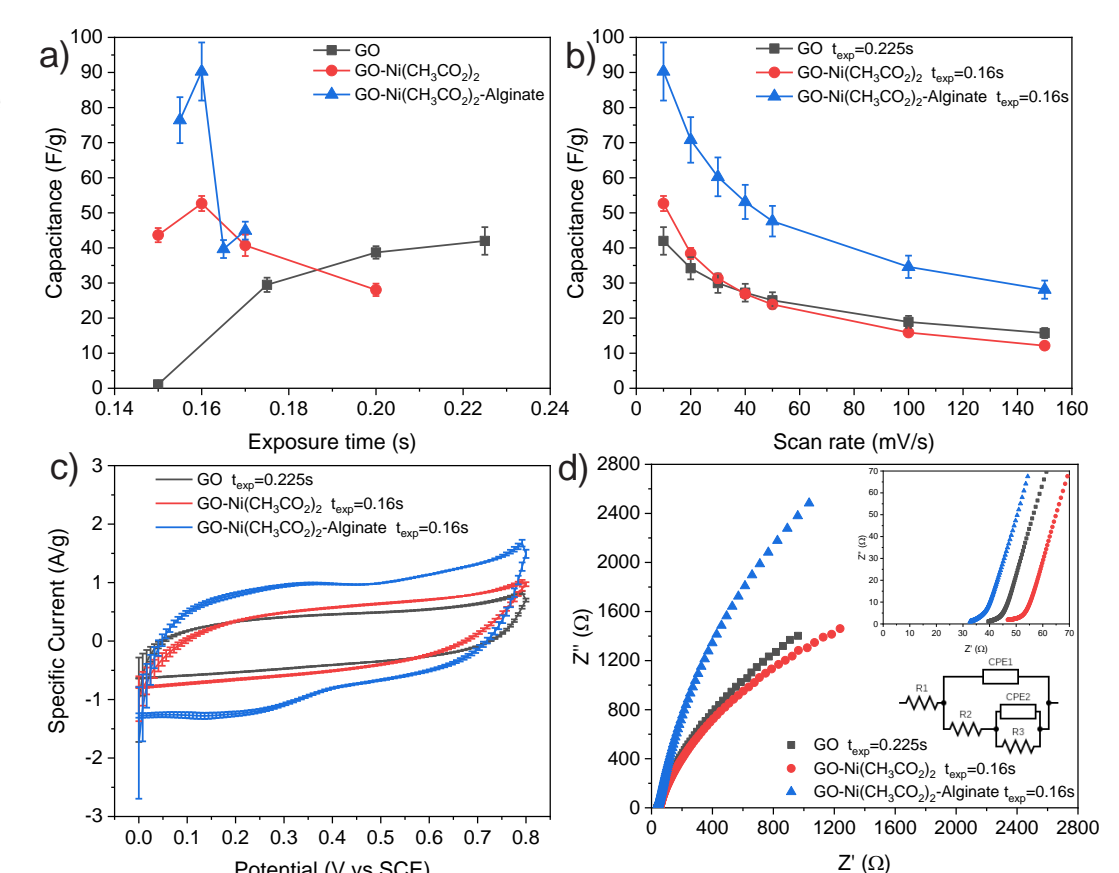 a)
100
90
80
70
60
50
40
30
20
10
0
Capacitance (F/g)
GO
GO-Ni(CH₃CO₂)₂
GO-Ni(CH₃CO₂)₂-Alginate
0.14 0.16 0.18 0.20 0.22 0.24
Exposure time (s)
b)
100
90
80
70
60
50
40
30
20
10
0
Capacitance (F/g)
GO tₑₓₚ=0.225s
GO-Ni(CH₃CO₂)₂ tₑₓₚ=0.16s
GO-Ni(CH₃CO₂)₂-Alginate tₑₓₚ=0.16s
0 20 40 60 80 100 120 140 160
Scan rate (mV/s)
c)
3
2
1
0
-1
-2
-3
Specific Current (A/g)
GO tₑₓₚ=0.225s
GO-Ni(CH₃CO₂)₂ tₑₓₚ=0.16s
GO-Ni(CH₃CO₂)₂-Alginate tₑₓₚ=0.16s
0.0 0.1 0.2 0.3 0.4 0.5 0.6 0.7 0.8
Potential (V vs SCE)
d)
2800
2400
2000
1600
1200
800
400
0
Z'' (Ω)
70
60
50
40
30
20
10
0
Z' (Ω)
0 10 20 30 40 50 60 70
Z' (Ω)
CPE1
R1
CPE2
R2
R3
GO tₑₓₚ=0.225s
GO-Ni(CH₃CO₂)₂ tₑₓₚ=0.16s
GO-Ni(CH₃CO₂)₂-Alginate tₑₓₚ=0.16s
0 400 800 1200 1600 2000 2400 2800
Z' (Ω)